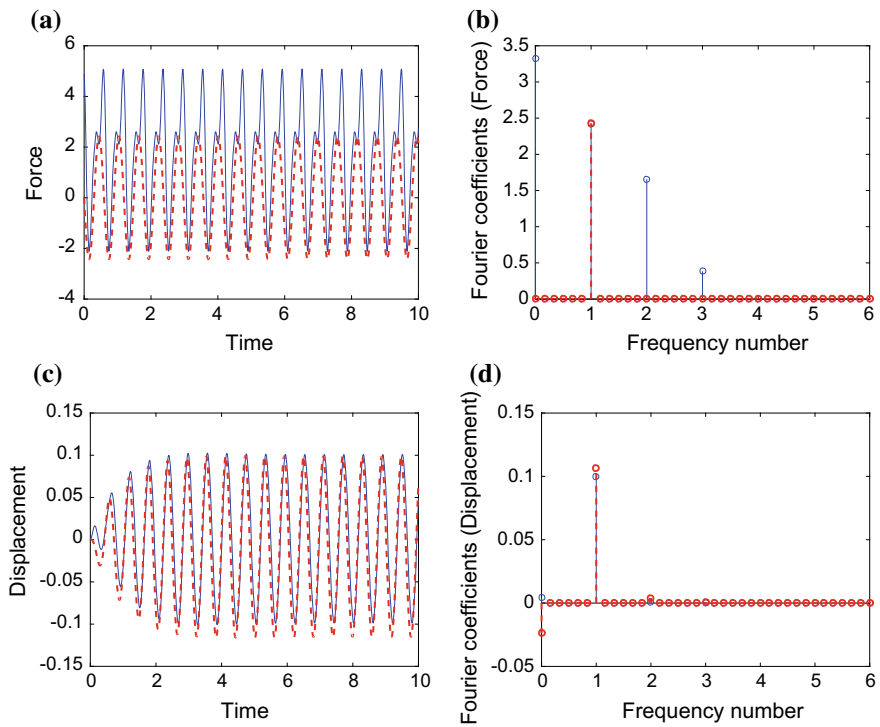 (a)
6
4
2
0
-2
-4
0 2 4 6 8 10
Force
Time
(b)
3.5
3
2.5
2
1.5
1
0.5
0
0 1 2 3 4 5 6
Fourier coefficients (Force)
Frequency number
(c)
0.15
0.1
0.05
0
-0.05
-0.1
-0.15
0 2 4 6 8 10
Displacement
Time
(d)
0.15
0.1
0.05
0
-0.05
0 1 2 3 4 5 6
Fourier coefficients (Displacement)
Frequency number